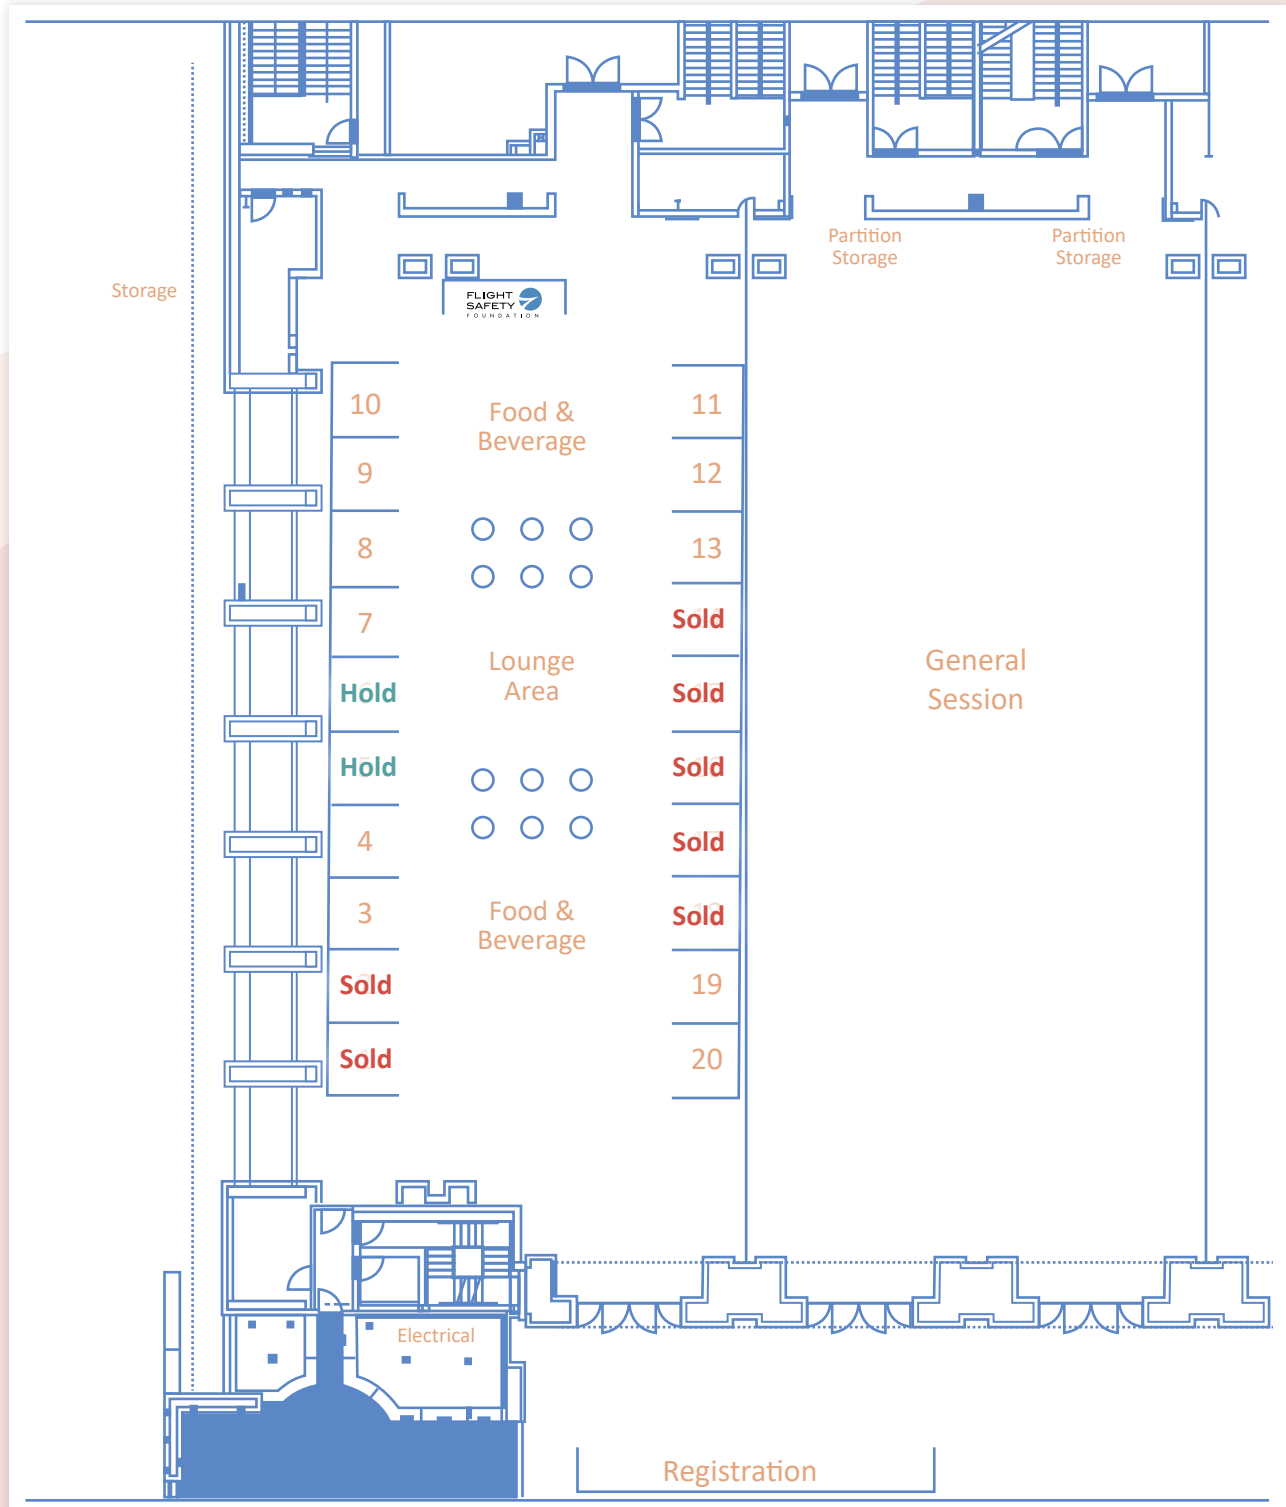 Partition
Storage
Partition
Storage
Storage
FLIGHT
SAFETY
FOUNDATION
10
Food &
Beverage
11
9
12
8
13
7
Sold
Lounge
Area
General
Session
Hold
Sold
Hold
Sold
4
Sold
3
Food &
Beverage
Sold
Sold
19
Sold
20
Electrical
Registration